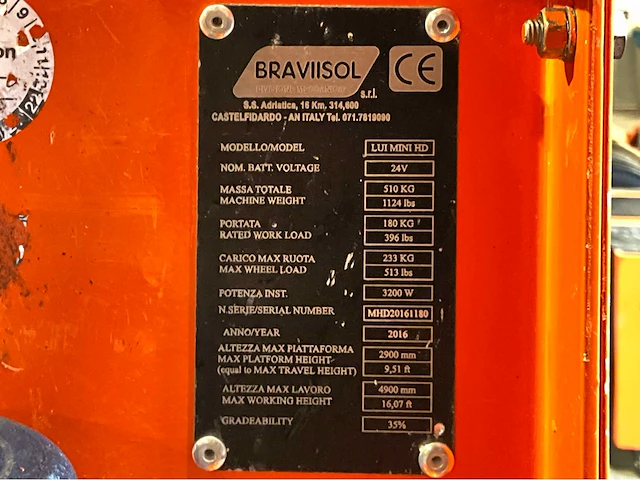 BRAVIISOL
s.r.l.
CE
S.S. Adriatica, 16 Km. 314,600
CASTELFIDARDO - AN ITALY Tel. 071.7819090
MODELLO/MODEL LUI MINI HD
NOM. BATT. VOLTAGE 24V
MASSA TOTALE 510 KG
MACHINE WEIGHT 1124 lbs
PORTATA 180 KG
RATED WORK LOAD 396 lbs
CARICO MAX RUOTA 233 KG
MAX WHEEL LOAD 513 lbs
POTENZA INST. 3200 W
N.SERIE/SERIAL NUMBER MHD20161180
ANNO/YEAR 2016
ALTEZZA MAX PIATTAFORMA 2900 mm
MAX PLATFORM HEIGHT
(equal to MAX TRAVEL HEIGHT) 9,51 ft
ALTEZZA MAX LAVORO 4900 mm
MAX WORKING HEIGHT 16,07 ft
GRADEABILITY 35%